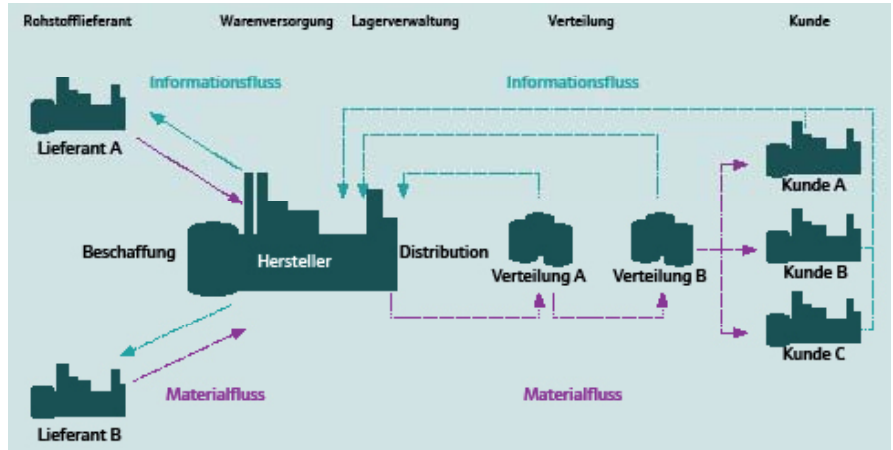 Rohstofflieferant
Warenversorgung
Lagerverwaltung
Verteilung
Kunde
Informationsfluss
Informationsfluss
Lieferant A
Kunde A
Beschaffung
Hersteller
Distribution
Verteilung A
Verteilung B
Kunde B
Kunde C
Materialfluss
Materialfluss
Lieferant B